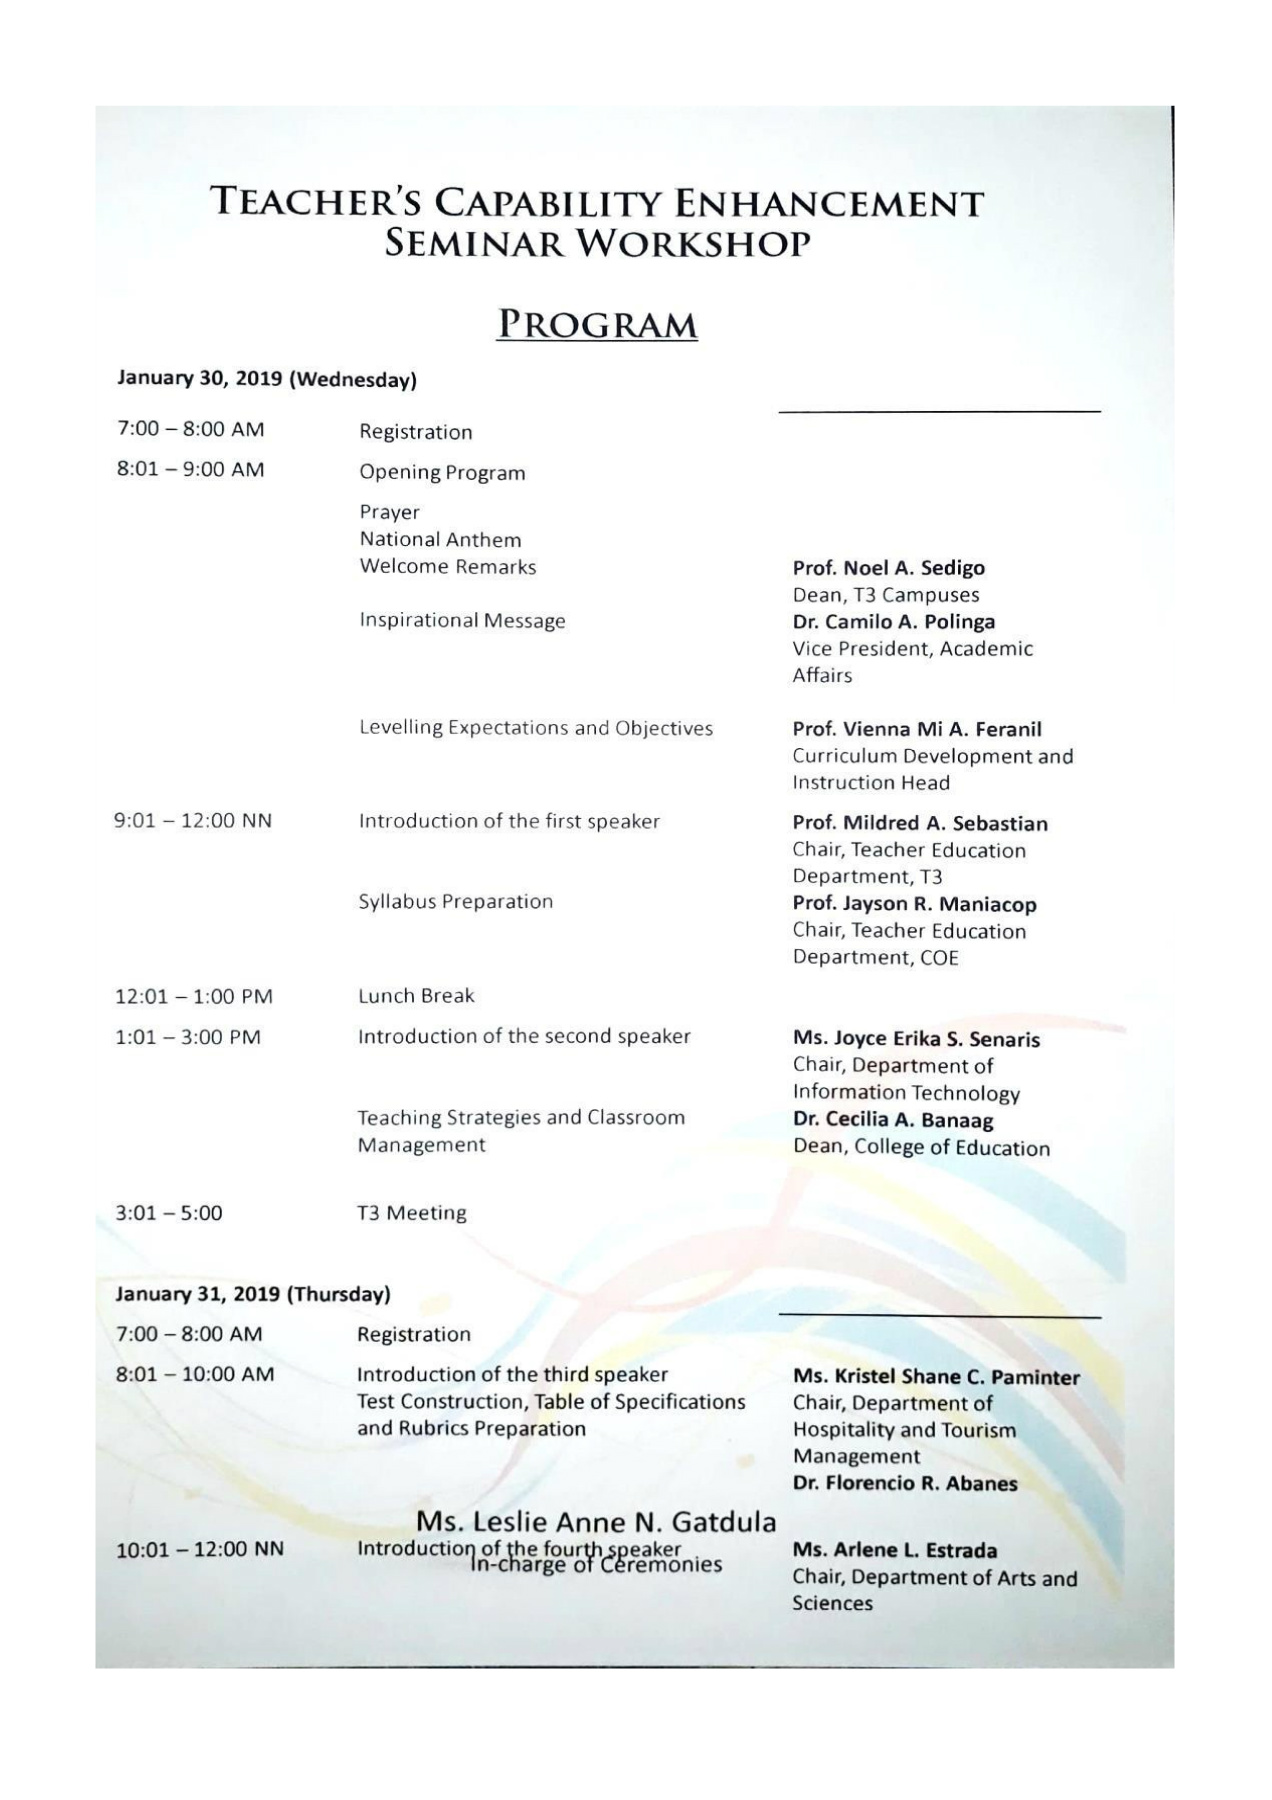 TEACHER'S CAPABILITY ENHANCEMENT
SEMINAR WORKSHOP
PROGRAM
January 30, 2019 (Wednesday)
7:00 – 8:00 AM Registration
8:01 – 9:00 AM Opening Program
Prayer
National Anthem
Welcome Remarks Prof. Noel A. Sedigo
Dean, T3 Campuses
Inspirational Message Dr. Camilo A. Polinga
Vice President, Academic
Affairs
Levelling Expectations and Objectives Prof. Vienna Mi A. Feranil
Curriculum Development and
Instruction Head
9:01 – 12:00 NN Introduction of the first speaker Prof. Mildred A. Sebastian
Chair, Teacher Education
Department, T3
Syllabus Preparation Prof. Jayson R. Maniacop
Chair, Teacher Education
Department, COE
12:01 – 1:00 PM Lunch Break
1:01 – 3:00 PM Introduction of the second speaker Ms. Joyce Erika S. Senaris
Chair, Department of
Information Technology
Teaching Strategies and Classroom Dr. Cecilia A. Banaag
Management Dean, College of Education
3:01 – 5:00 T3 Meeting
January 31, 2019 (Thursday)
7:00 – 8:00 AM Registration
8:01 – 10:00 AM Introduction of the third speaker Ms. Kristel Shane C. Paminter
Test Construction, Table of Specifications Chair, Department of
and Rubrics Preparation Hospitality and Tourism
Management
Dr. Florencio R. Abanes
Ms. Leslie Anne N. Gatdula
10:01 – 12:00 NN Introduction of the fourth speaker Ms. Arlene L. Estrada
In-charge of Ceremonies
Chair, Department of Arts and
Sciences